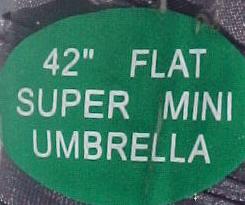 42" FLAT
SUPER MINI
UMBRELLA